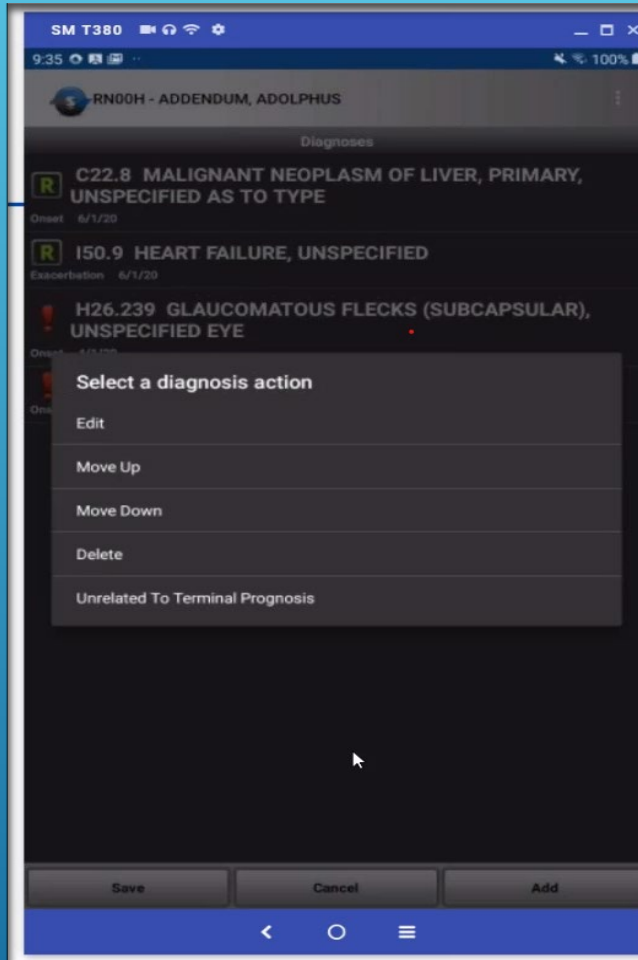 SM T380
9:35 100%
RN00H - ADDENDUM, ADOLPHUS
Diagnoses
R C22.8 MALIGNANT NEOPLASM OF LIVER, PRIMARY,
UNSPECIFIED AS TO TYPE
Onset 6/1/20
R I50.9 HEART FAILURE, UNSPECIFIED
Exacerbation 6/1/20
H26.239 GLAUCOMATOUS FLECKS (SUBCAPSULAR),
UNSPECIFIED EYE
Select a diagnosis action
Edit
Move Up
Move Down
Delete
Unrelated To Terminal Prognosis
Save Cancel Add